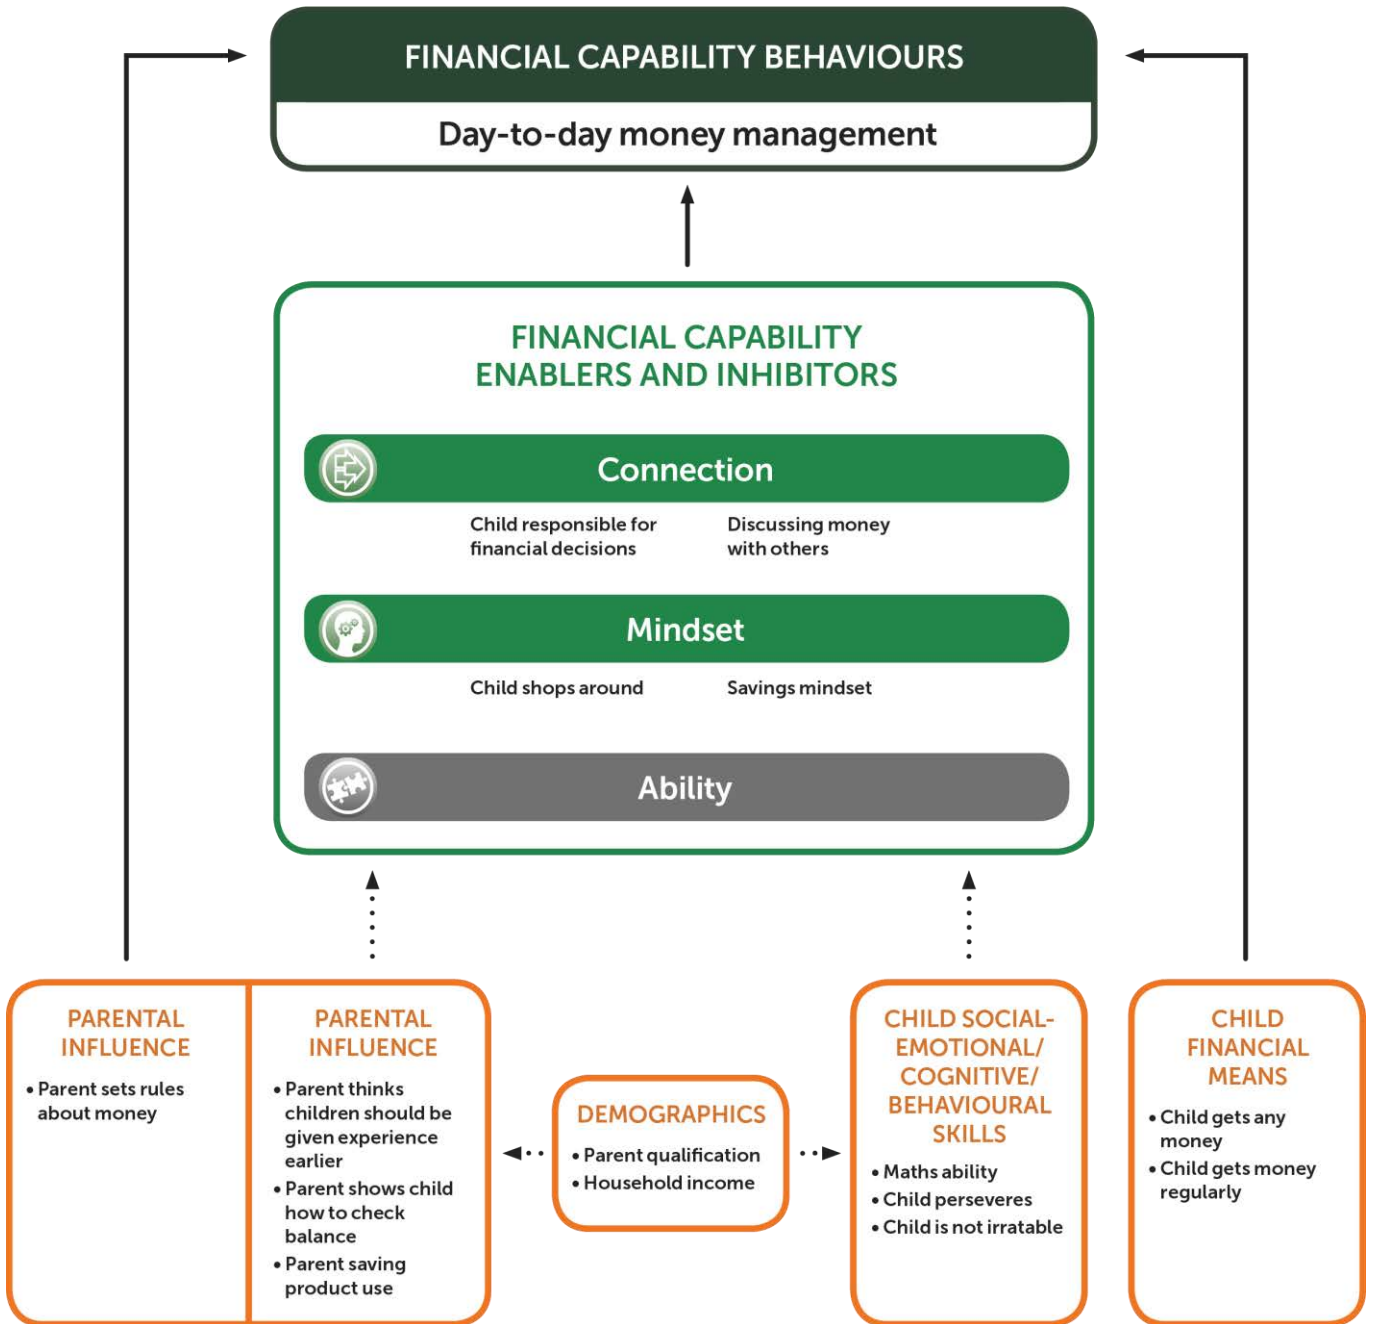 FINANCIAL CAPABILITY BEHAVIOURS
Day-to-day money management
FINANCIAL CAPABILITY
ENABLERS AND INHIBITORS
Connection
Child responsible for
financial decisions
Discussing money
with others
Mindset
Child shops around
Savings mindset
Ability
PARENTAL
INFLUENCE
• Parent sets rules
about money
PARENTAL
INFLUENCE
• Parent thinks
children should be
given experience
earlier
• Parent shows child
how to check
balance
• Parent saving
product use
DEMOGRAPHICS
• Parent qualification
• Household income
CHILD SOCIAL-
EMOTIONAL/
COGNITIVE/
BEHAVIOURAL
SKILLS
• Maths ability
• Child perseveres
• Child is not irratable
CHILD
FINANCIAL
MEANS
• Child gets any
money
• Child gets money
regularly